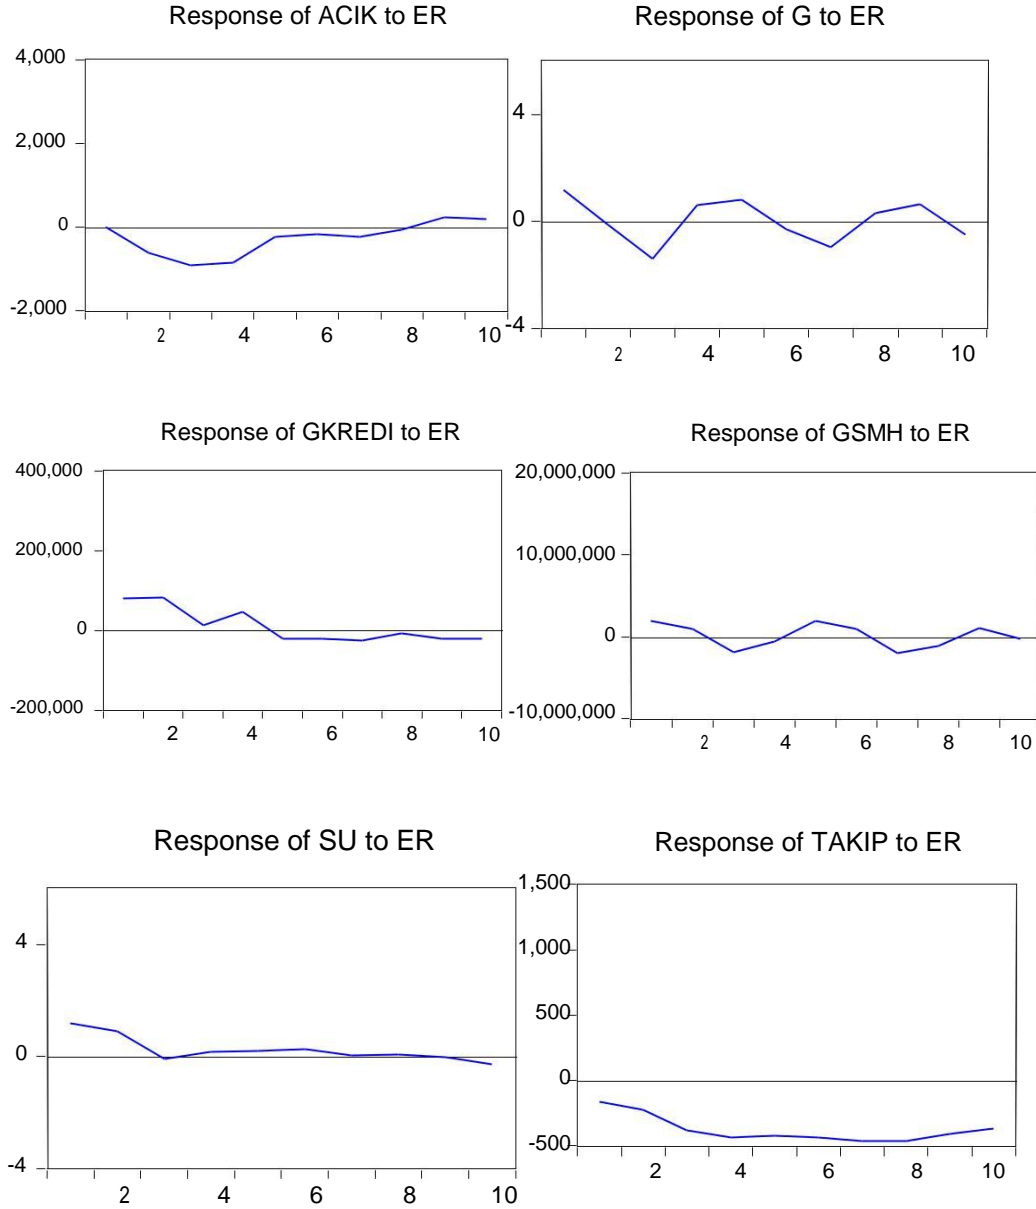 Response of ACIK to ER
4,000
2,000
0
-2,000
2 4 6 8 10
Response of G to ER
4
0
-4
2 4 6 8 10
Response of GKREDI to ER
400,000
200,000
0
-200,000
2 4 6 8 10
Response of GSMH to ER
20,000,000
10,000,000
0
-10,000,000
2 4 6 8 10
Response of SU to ER
4
0
-4
2 4 6 8 10
Response of TAKIP to ER
1,500
1,000
500
0
-500
2 4 6 8 10